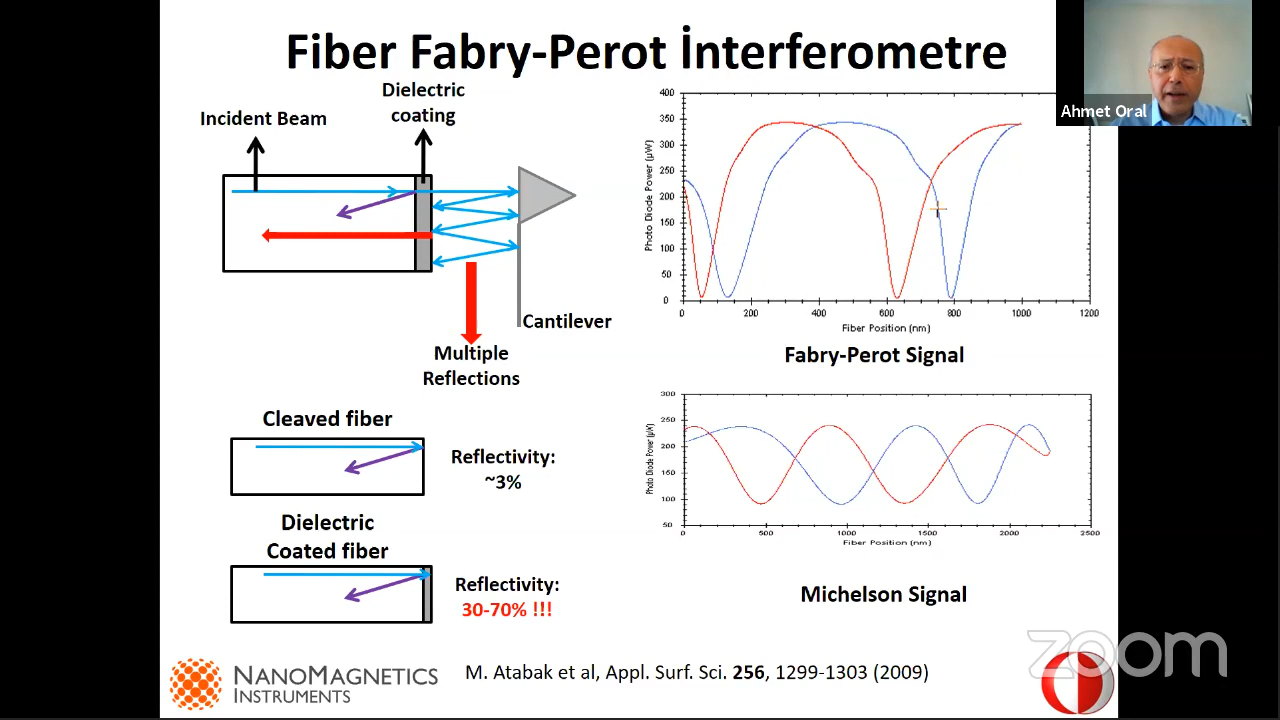 Fiber Fabry-Perot İnterferometre
Ahmet Oral
Incident Beam
Dielectric
coating
Cantilever
Multiple
Reflections
400
350
300
250
200
150
100
50
0
Photo Diode Power (µW)
0
200
400
600
800
1000
1200
Fiber Position (nm)
Fabry-Perot Signal
Cleaved fiber
Reflectivity:
~3%
Dielectric
Coated fiber
Reflectivity:
30-70% !!!
300
250
200
150
100
50
Photo Diode Power (µW)
0
500
1000
1500
2000
2500
Fiber Position (nm)
Michelson Signal
NANOMAGNETICS
INSTRUMENTS
M. Atabak et al, Appl. Surf. Sci. 256, 1299-1303 (2009)
zoom